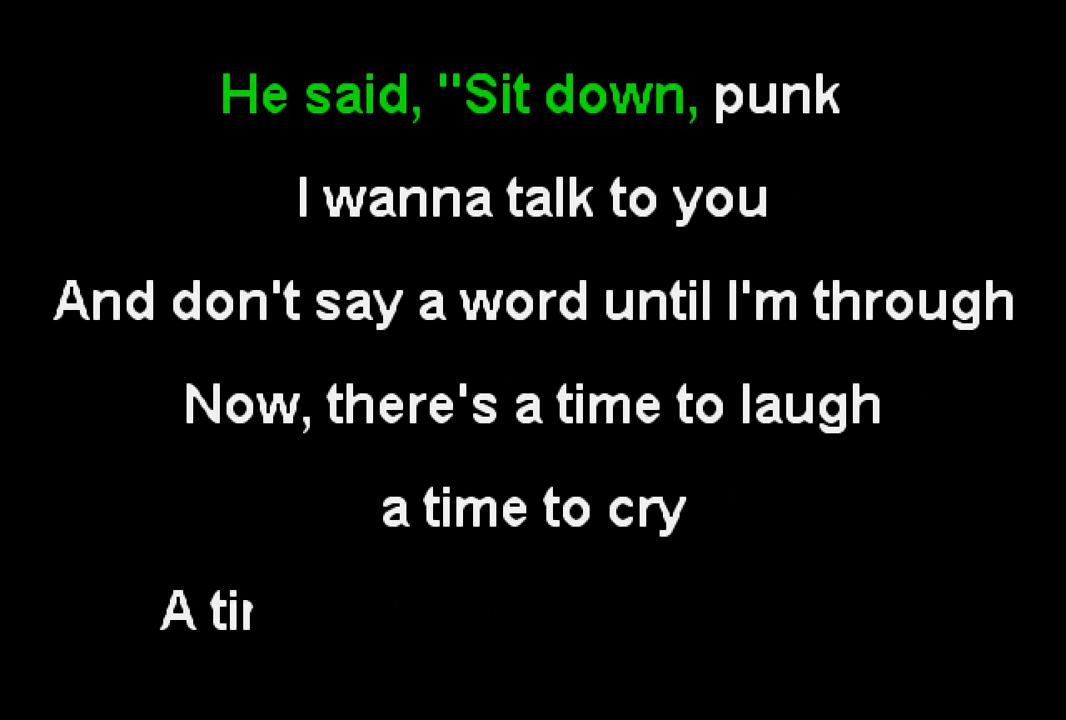 He said, "Sit down, punk
I wanna talk to you
And don't say a word until I'm through
Now, there's a time to laugh
a time to cry
A